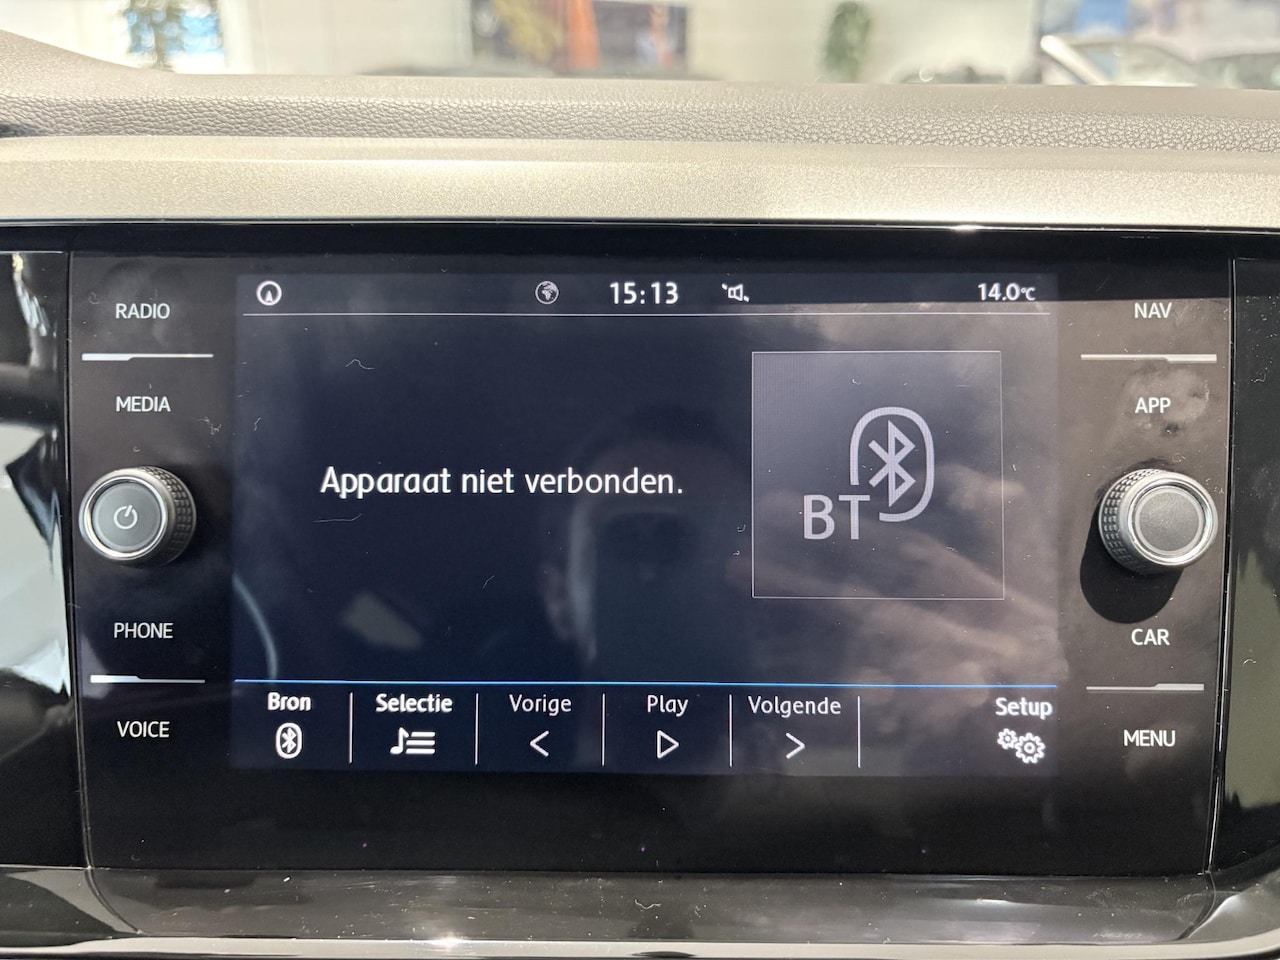 15:13
14.0°C
RADIO
MEDIA
PHONE
VOICE
Apparaat niet verbonden.
BT
NAV
APP
CAR
MENU
Bron
Selectie
Vorige
Play
Volgende
Setup